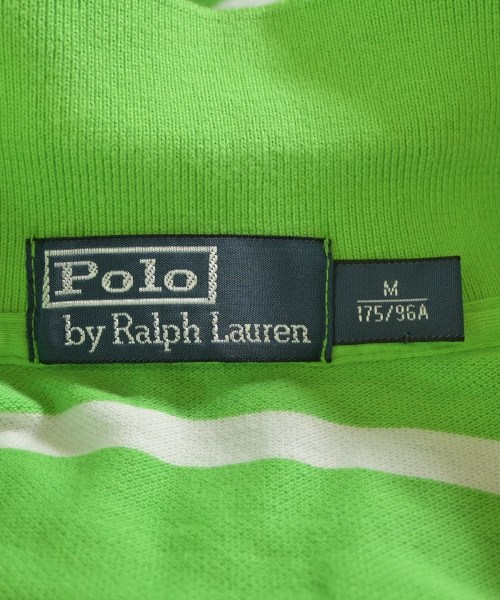 Polo
by Ralph Lauren
M
175/96A